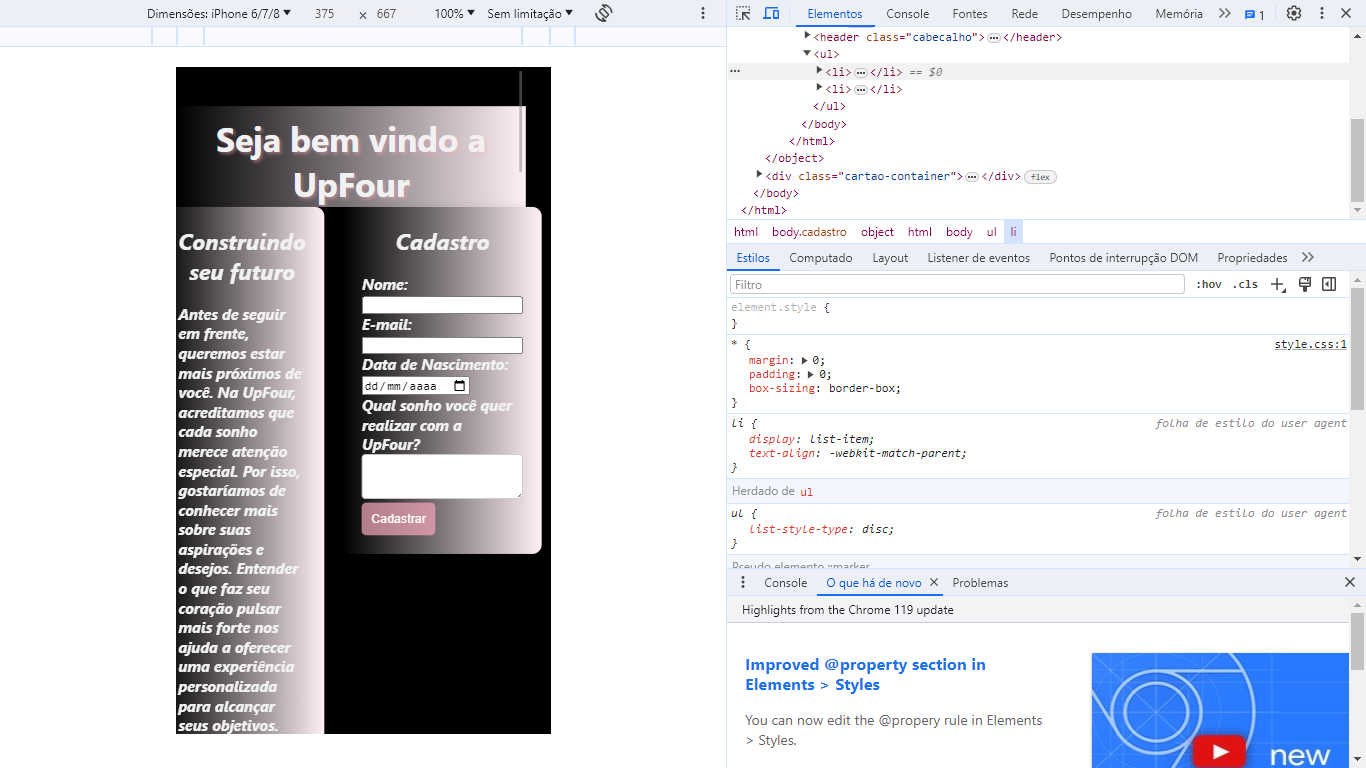 Dimensões: iPhone 6/7/8 375 × 667 100% Sem limitação
Seja bem vindo a
UpFour
Construindo
seu futuro
Antes de seguir
em frente,
queremos estar
mais próximos de
você. Na UpFour,
acreditamos que
cada sonho
merece atenção
especial. Por isso,
gostaríamos de
conhecer mais
sobre suas
aspirações e
desejos. Entender
o que faz seu
coração pulsar
mais forte nos
ajuda a oferecer
uma experiência
personalizada
para alcançar
seus objetivos.
Cadastro
Nome:
E-mail:
Data de Nascimento:
dd/mm/aaaa
Qual sonho você quer
realizar com a
UpFour?
Cadastrar
Elementos Console Fontes Rede Desempenho Memória 1
<header class="cabecalho"> … </header>
<ul>
<li> … </li> == $0
<li> … </li>
</ul>
</body>
</html>
</object>
<div class="cartao-container"> … </div> flex
</body>
</html>
html body.cadastro object html body ul li
Estilos Computado Layout Listener de eventos Pontos de interrupção DOM Propriedades
Filtro :hov .cls
element.style {
}
* { style.css:1
margin: 0;
padding: 0;
box-sizing: border-box;
}
li { folha de estilo do user agent
display: list-item;
text-align: -webkit-match-parent;
}
Herdado de ul
ul { folha de estilo do user agent
list-style-type: disc;
}
Pseudo elemento ::marker
Console O que há de novo Problemas
Highlights from the Chrome 119 update
Improved @property section in
Elements > Styles
You can now edit the @propery rule in Elements
> Styles.
new